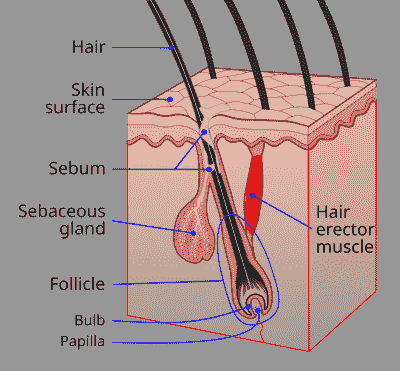 Hair
Skin
surface
Sebum
Sebaceous
gland
Hair
erector
muscle
Follicle
Bulb
Papilla